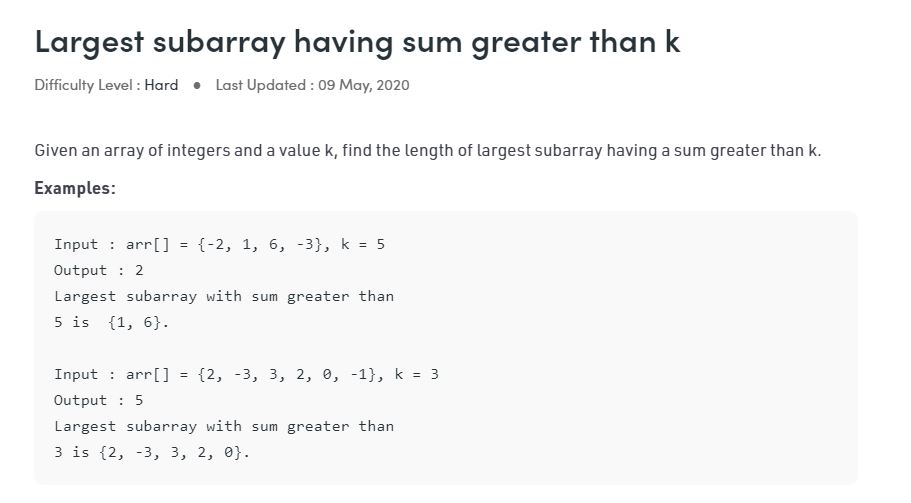 Largest subarray having sum greater than k
Difficulty Level : Hard ● Last Updated : 09 May, 2020
Given an array of integers and a value k, find the length of largest subarray having a sum greater than k.
Examples:
Input : arr[] = {-2, 1, 6, -3}, k = 5
Output : 2
Largest subarray with sum greater than
5 is  {1, 6}.
Input : arr[] = {2, -3, 3, 2, 0, -1}, k = 3
Output : 5
Largest subarray with sum greater than
3 is {2, -3, 3, 2, 0}.